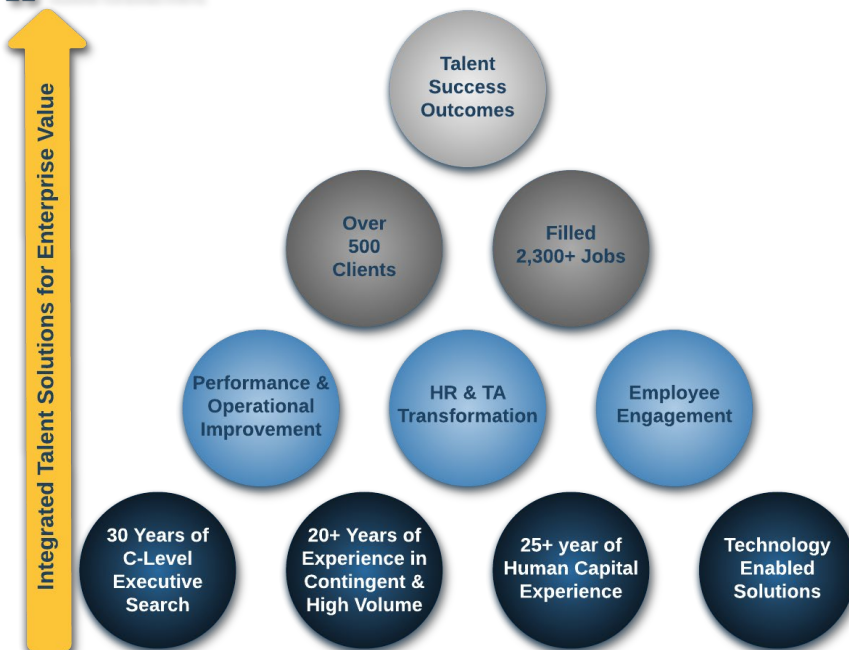 Talent
Success
Outcomes
Over
500
Clients
Filled
2,300+ Jobs
Performance &
Operational
Improvement
HR & TA
Transformation
Employee
Engagement
30 Years of
C-Level
Executive
Search
20+ Years of
Experience in
Contingent &
High Volume
25+ year of
Human Capital
Experience
Technology
Enabled
Solutions
Integrated Talent Solutions for Enterprise Value